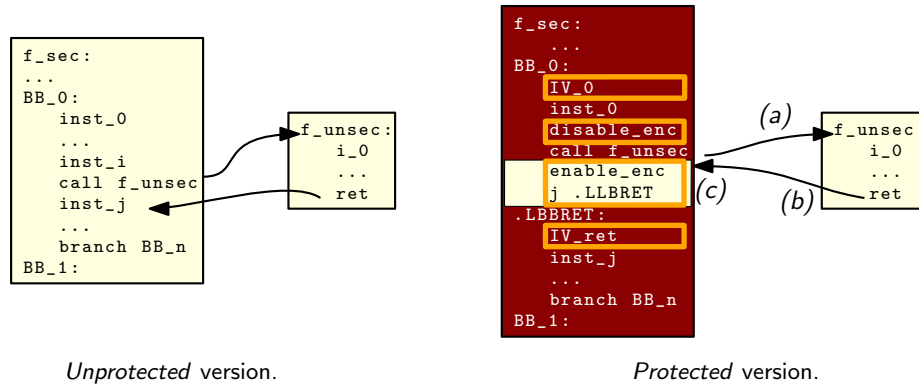 f_sec:
...
BB_0:
inst_0
...
inst_i
call f_unsec
inst_j
...
branch BB_n
BB_1:
f_unsec:
i_0
...
ret
Unprotected version.
f_sec:
...
BB_0:
IV_0
inst_0
disable_enc
call f_unsec
enable_enc
j .LLBRET
.LBBRET:
IV_ret
inst_j
...
branch BB_n
BB_1:
(a)
(b)
(c)
f_unsec
i_0
...
ret
Protected version.